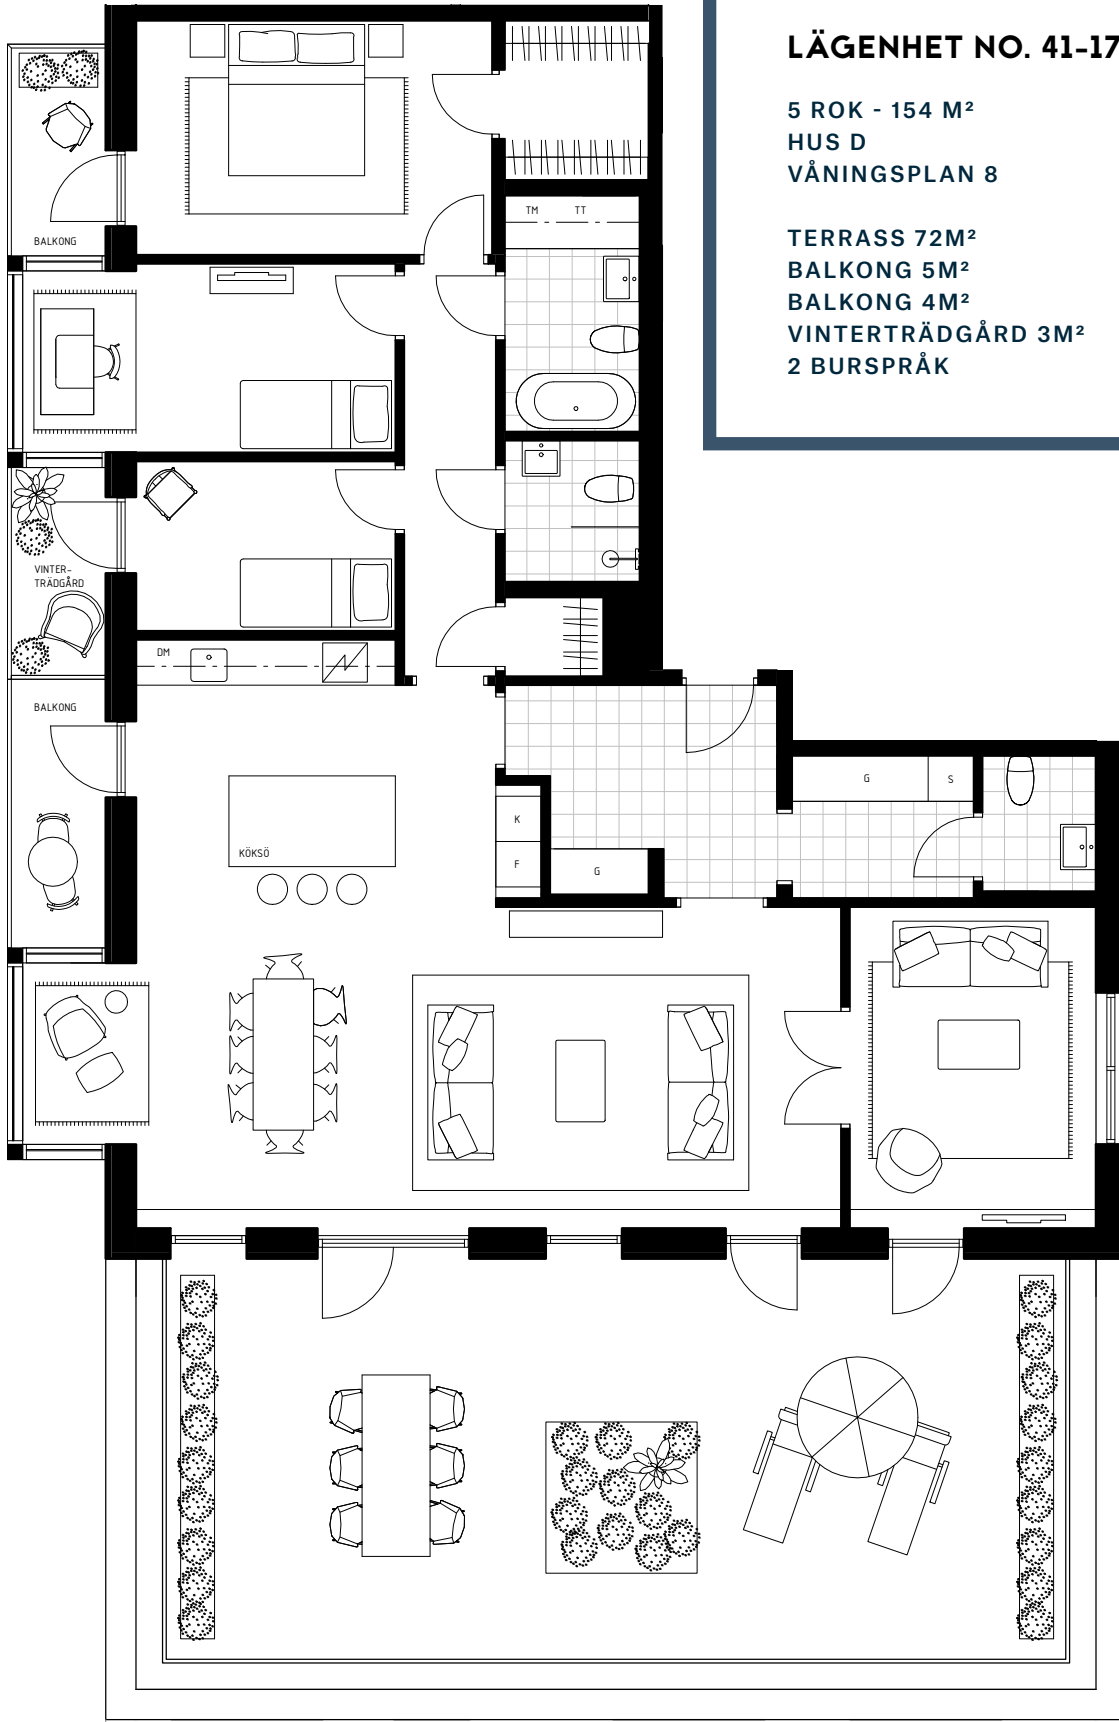 LÄGENHET NO. 41-17
5 ROK - 154 M²
HUS D
VÅNINGSPLAN 8
TERRASS 72M²
BALKONG 5M²
BALKONG 4M²
VINTERTRÄDGÅRD 3M²
2 BURSPRÅK
TM TT
BALKONG
VINTER-
TRÄDGÅRD
DM
BALKONG
G S
K
KÖKSÖ
F
G